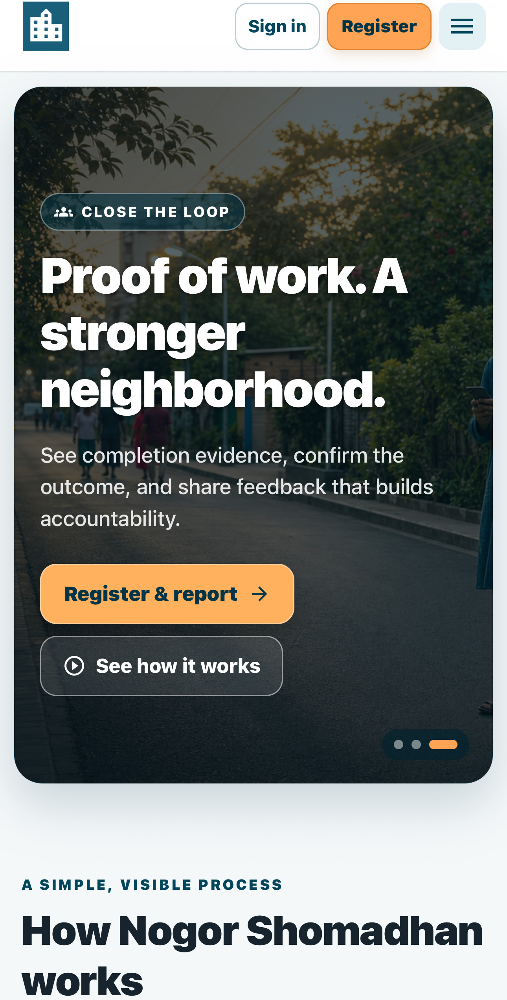 Sign in
Register
CLOSE THE LOOP
Proof of work. A
stronger
neighborhood.
See completion evidence, confirm the
outcome, and share feedback that builds
accountability.
Register & report
See how it works
A SIMPLE, VISIBLE PROCESS
How Nogor Shomadhan
works